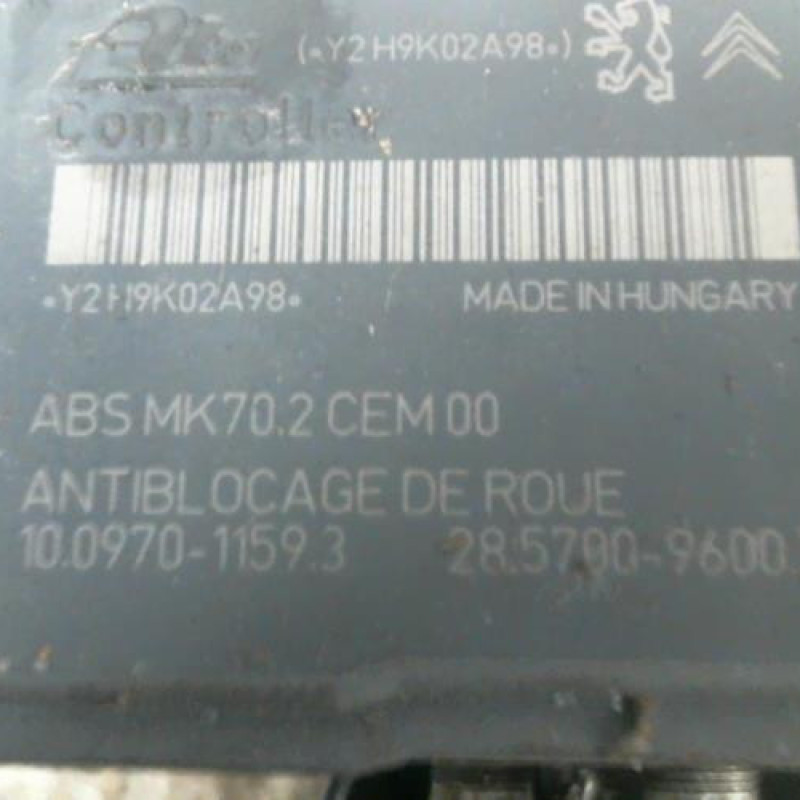 (•Y2H9K02A98•)
Controller
•Y2H9K02A98• MADE IN HUNGARY
ABS MK70.2 CEM 00
ANTIBLOCAGE DE ROUE
10.0970-1159.3 28.5700-9600.